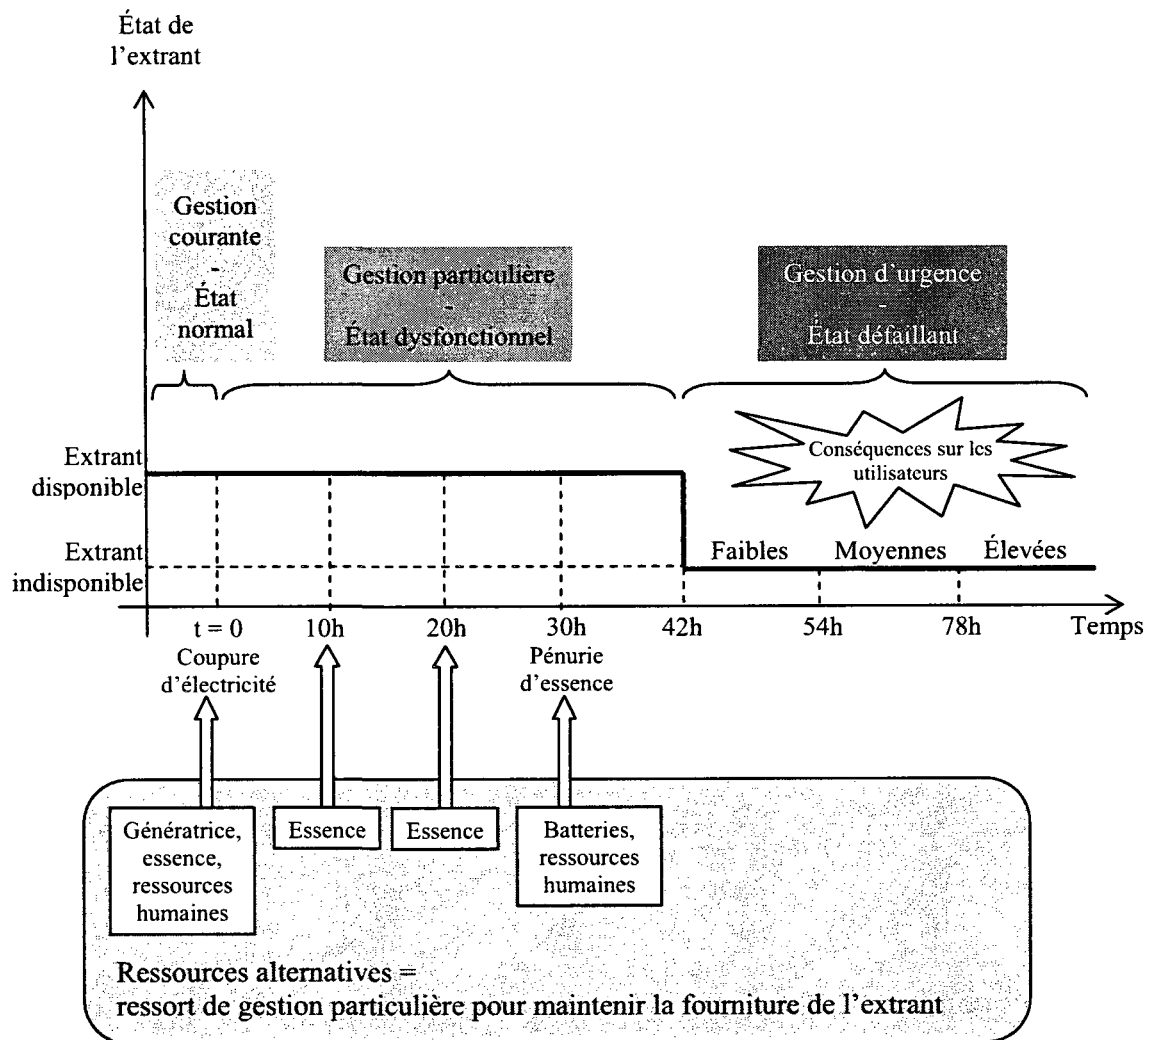 État de
l'extrant
Gestion
courante
-
État
normal
Gestion particulière
-
État dysfonctionnel
Gestion d'urgence
-
État défaillant
Conséquences sur les
utilisateurs
Extrant
disponible
Extrant
indisponible
Faibles
Moyennes
Élevées
t = 0
10h
20h
30h
42h
54h
78h
Temps
Coupure
d'électricité
Pénurie
d'essence
Génératrice,
essence,
ressources
humaines
Essence
Essence
Batteries,
ressources
humaines
Ressources alternatives =
ressort de gestion particulière pour maintenir la fourniture de l'extrant